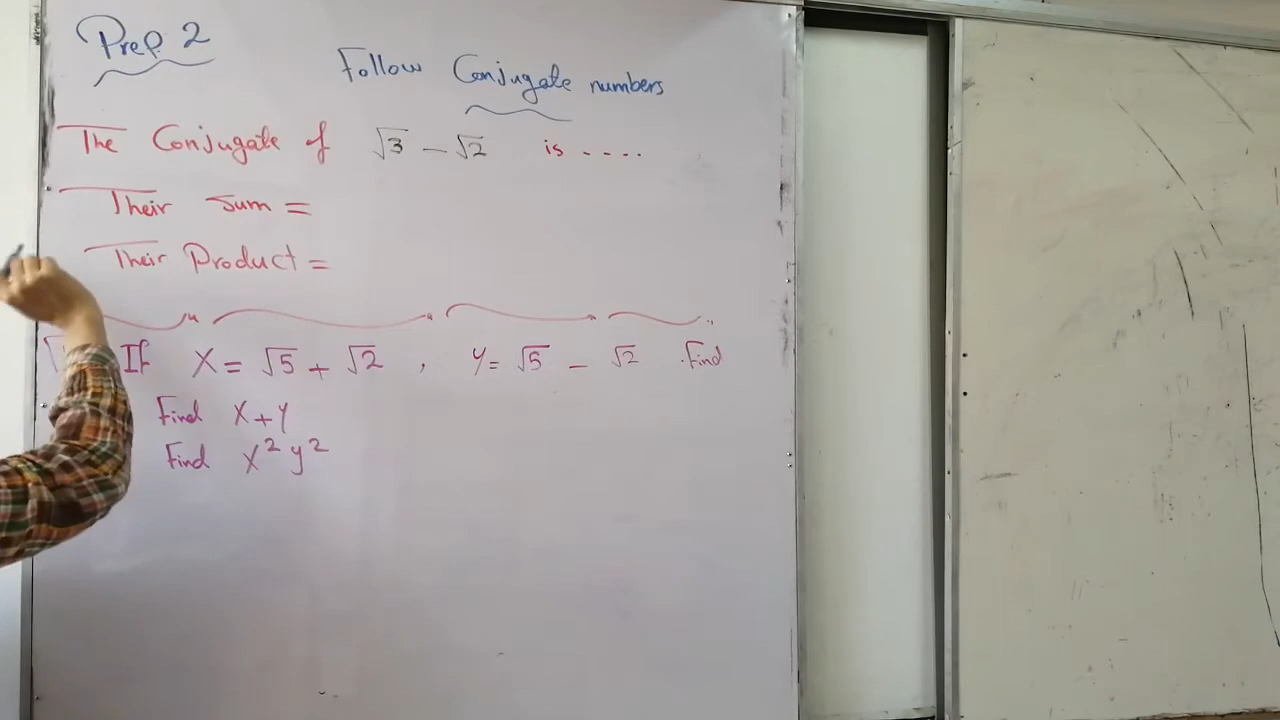 Prep. 2
Follow Conjugate numbers
The Conjugate of √3 - √2 is ....
Their Sum =
Their Product =
If X = √5 + √2 , y = √5 - √2 .Find
Find X + Y
Find X² y²